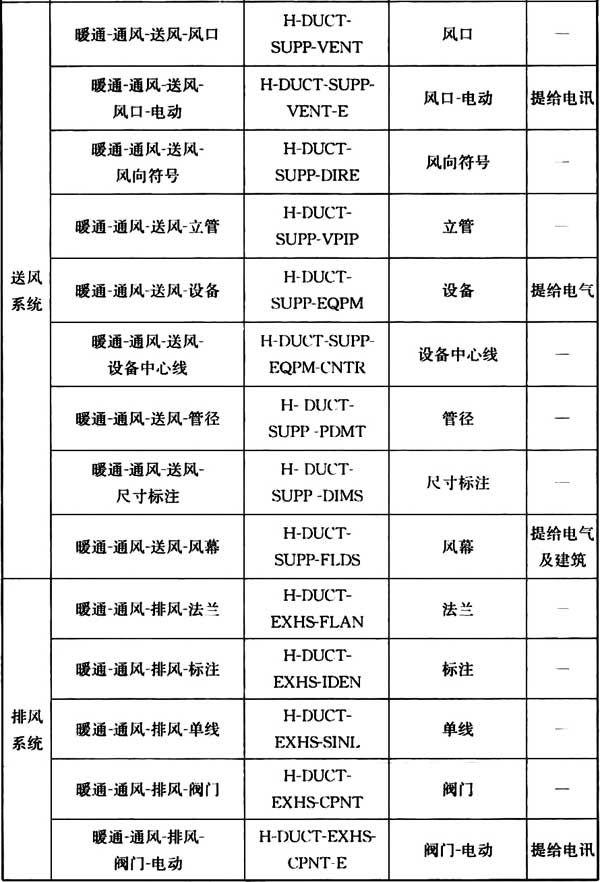 送风
系统
暖通-通风-送风-风口
H-DUCT-
SUPP-VENT
风口
—
暖通-通风-送风-
风口-电动
H-DUCT-SUPP-
VENT-E
风口-电动
提给电讯
暖通-通风-送风-
风向符号
H-DUCT-
SUPP-DIRE
风向符号
—
暖通-通风-送风-立管
H-DUCT-
SUPP-VPIP
立管
—
暖通-通风-送风-设备
H-DUCT-
SUPP-EQPM
设备
提给电气
暖通-通风-送风-
设备中心线
H-DUCT-SUPP-
EQPM-CNTR
设备中心线
—
暖通-通风-送风-管径
H- DUCT-
SUPP -PDMT
管径
—
暖通-通风-送风-
尺寸标注
H- DUCT-
SUPP -DIMS
尺寸标注
—
暖通-通风-送风-风幕
H-DUCT-
SUPP-FLDS
风幕
提给电气
及建筑
排风
系统
暖通-通风-排风-法兰
H-DUCT-
EXHS-FLAN
法兰
—
暖通-通风-排风-标注
H-DUCT-
EXHS-IDEN
标注
—
暖通-通风-排风-单线
H-DUCT-
EXHS-SINL
单线
—
暖通-通风-排风-阀门
H-DUCT-
EXHS-CPNT
阀门
—
暖通-通风-排风-
阀门-电动
H-DUCT-EXHS-
CPNT-E
阀门-电动
提给电讯